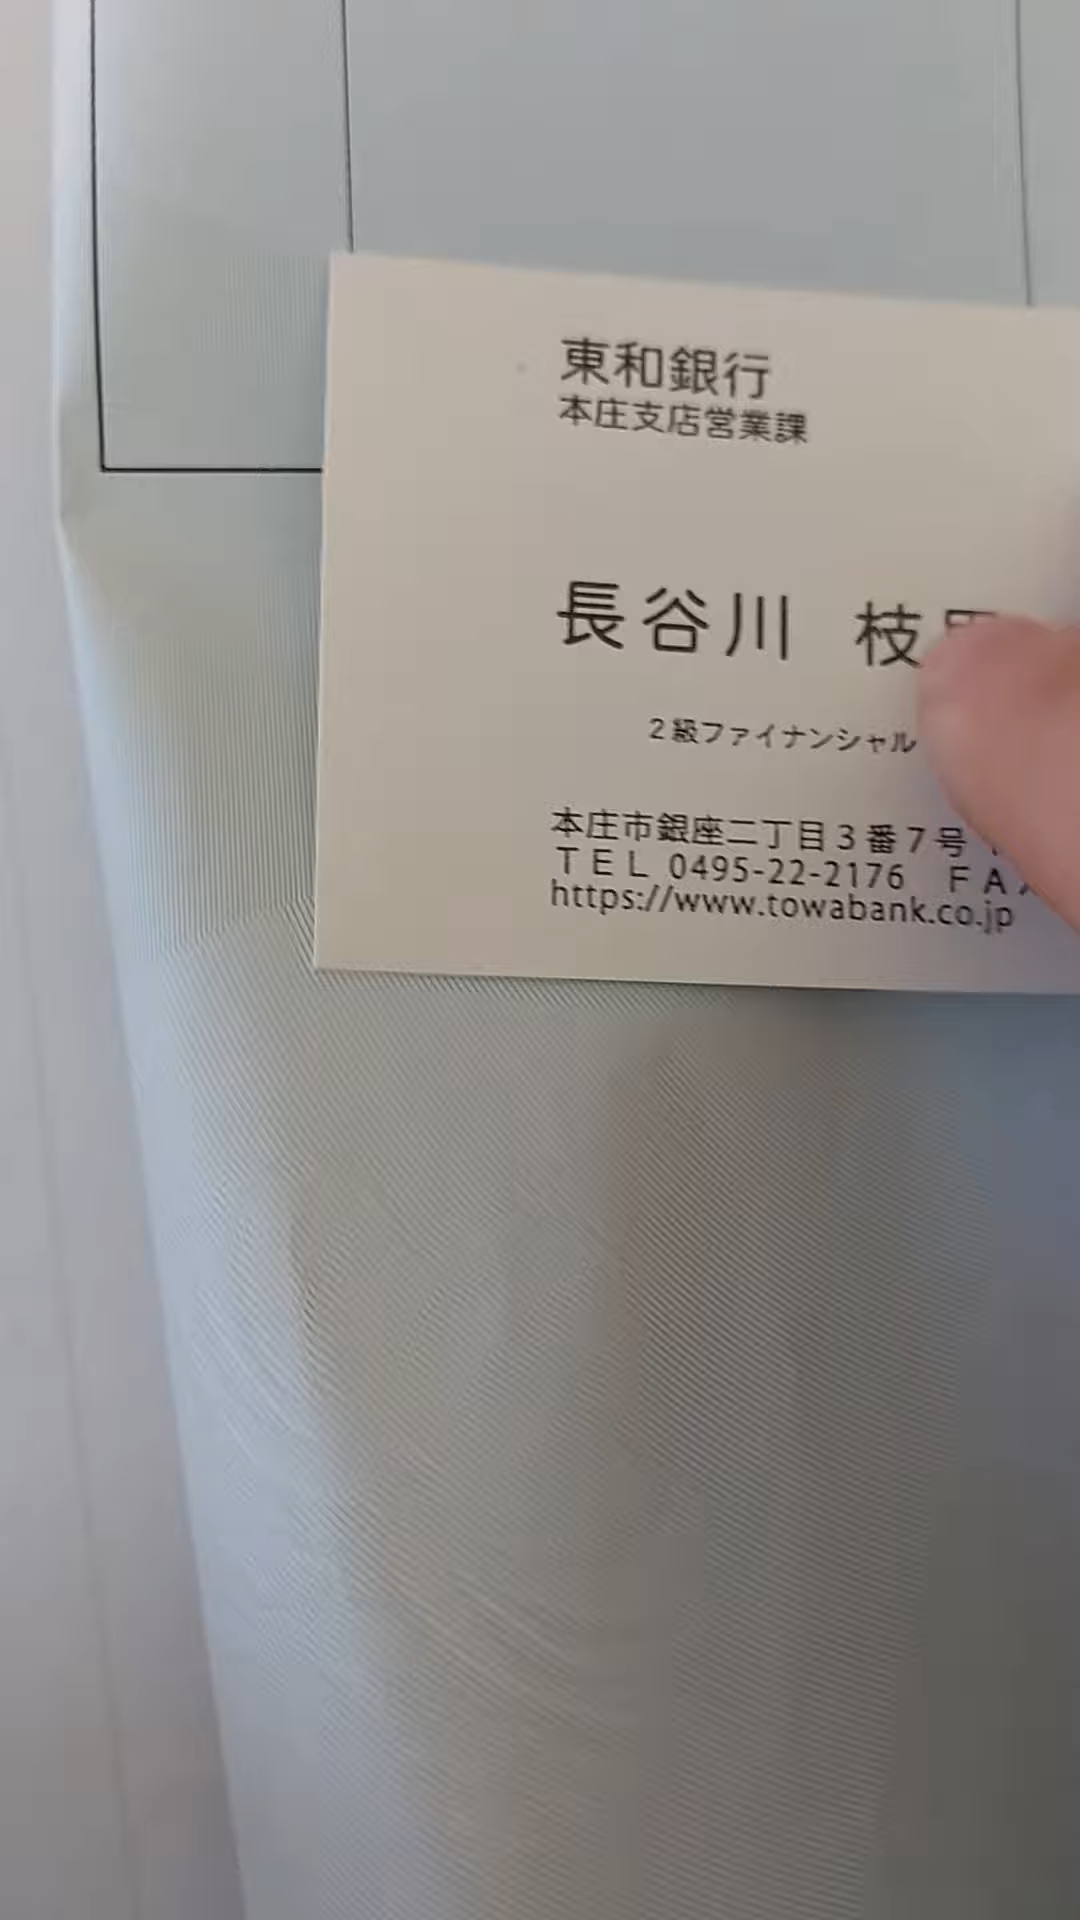 東和銀行
本庄支店営業課
長谷川 枝
2級ファイナンシャル
本庄市銀座二丁目3番7号
TEL 0495-22-2176 FA
https://www.towabank.co.jp